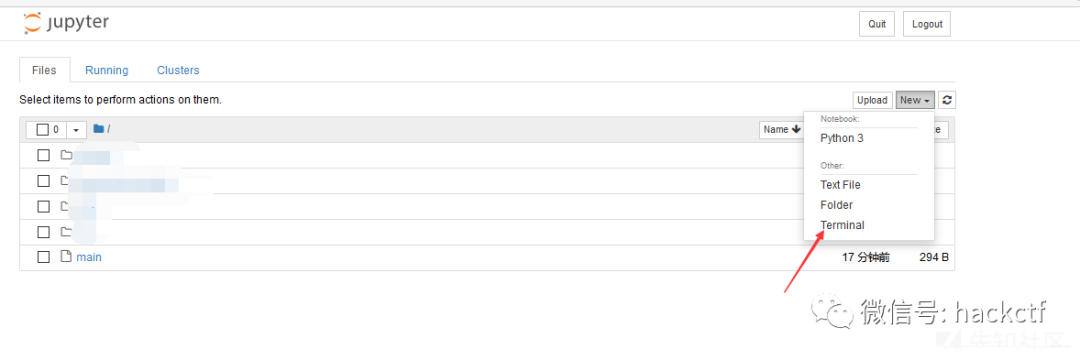 jupyter
Quit Logout
Files Running Clusters
Select items to perform actions on them.
Upload New
0 / Name
Notebook:
Python 3
Other:
Text File
Folder
Terminal
main 17 分钟前 294 B
微信号: hackctf